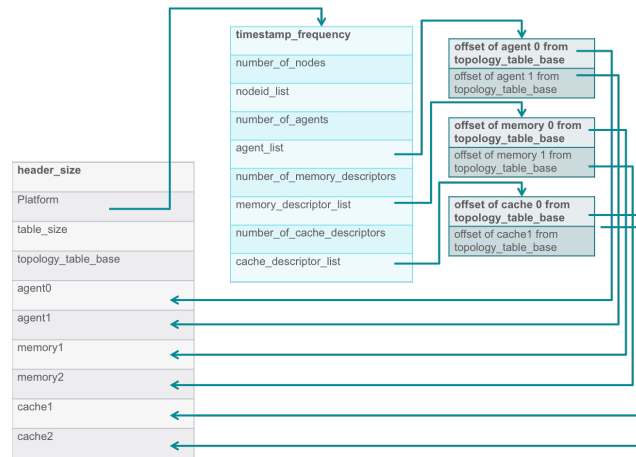 timestamp_frequency
number_of_nodes
nodeid_list
number_of_agents
agent_list
number_of_memory_descriptors
memory_descriptor_list
number_of_cache_descriptors
cache_descriptor_list
offset of agent 0 from
topology_table_base
offset of agent 1 from
topology_table_base
offset of memory 0 from
topology_table_base
offset of memory 1 from
topology_table_base
offset of cache 0 from
topology_table_base
offset of cache1 from
topology_table_base
header_size
Platform
table_size
topology_table_base
agent0
agent1
memory1
memory2
cache1
cache2